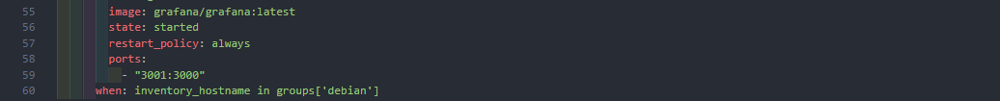 55 image: grafana/grafana:latest
56 state: started
57 restart_policy: always
58 ports:
59 - "3001:3000"
60 when: inventory_hostname in groups['debian']